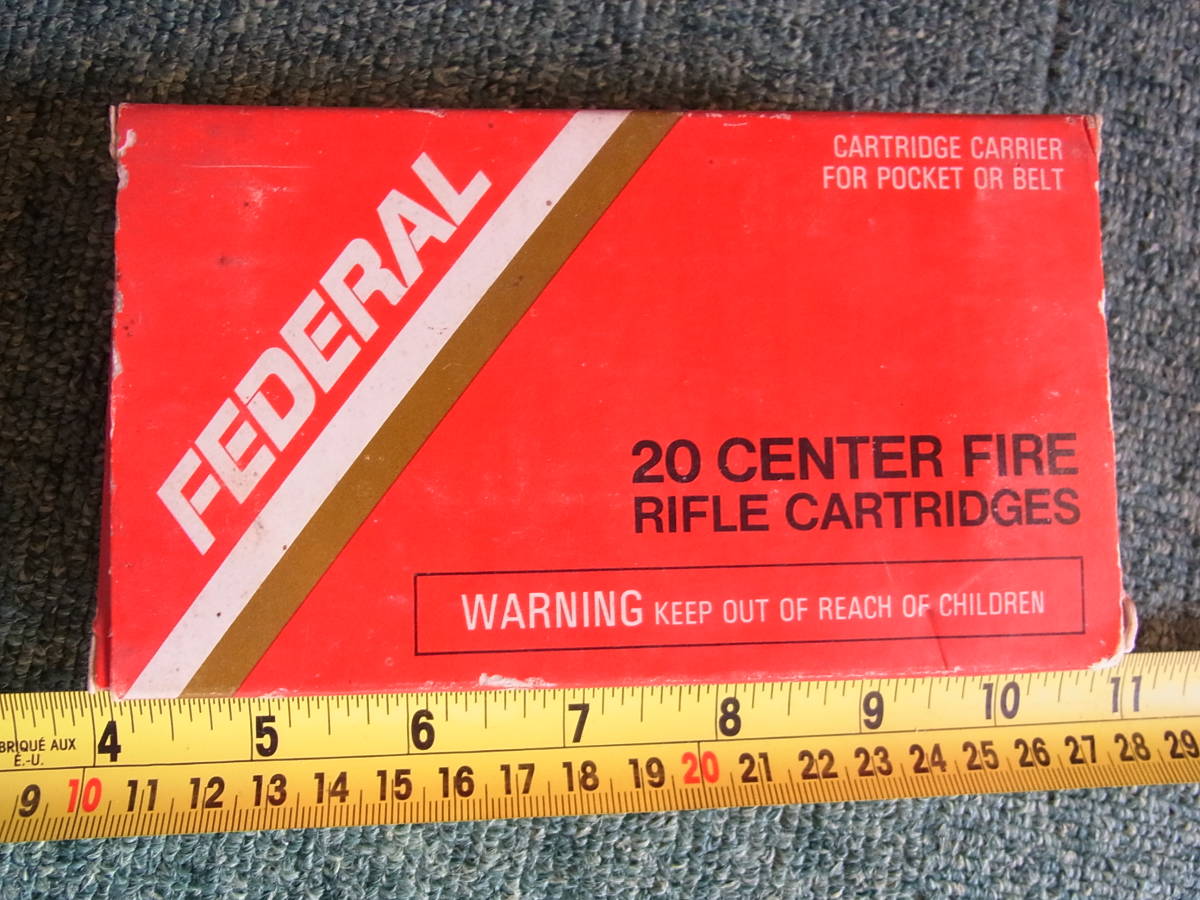 FEDERAL
CARTRIDGE CARRIER
FOR POCKET OR BELT
20 CENTER FIRE
RIFLE CARTRIDGES
WARNING KEEP OUT OF REACH OF CHILDREN
4 5 6 7 8 9 10 11
BRIQUÉ AUX
É.-U.
9 10 11 12 13 14 15 16 17 18 19 20 21 22 23 24 25 26 27 28 29